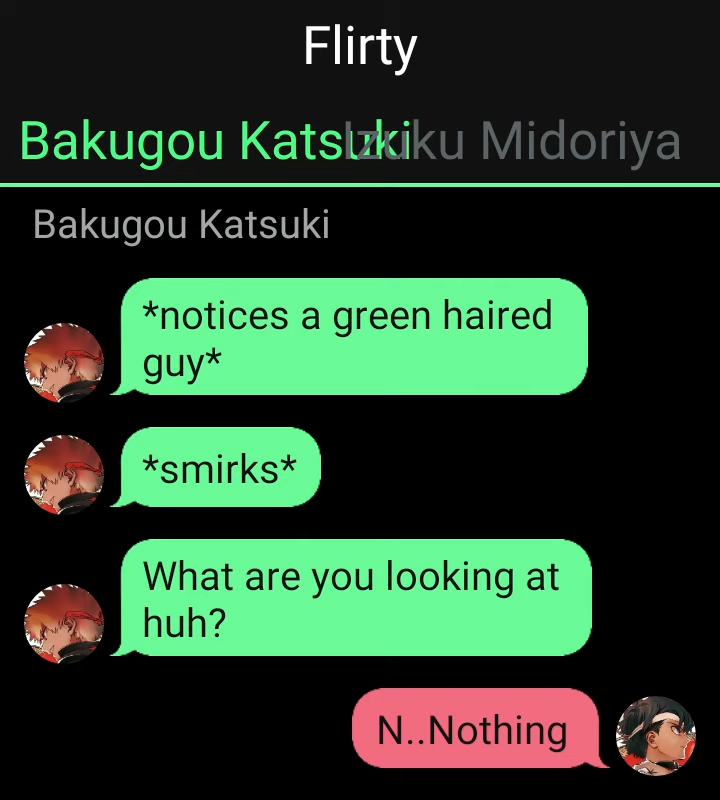 Flirty
Bakugou Katsuki Izuku Midoriya
Bakugou Katsuki
*notices a green haired
guy*
*smirks*
What are you looking at
huh?
N..Nothing